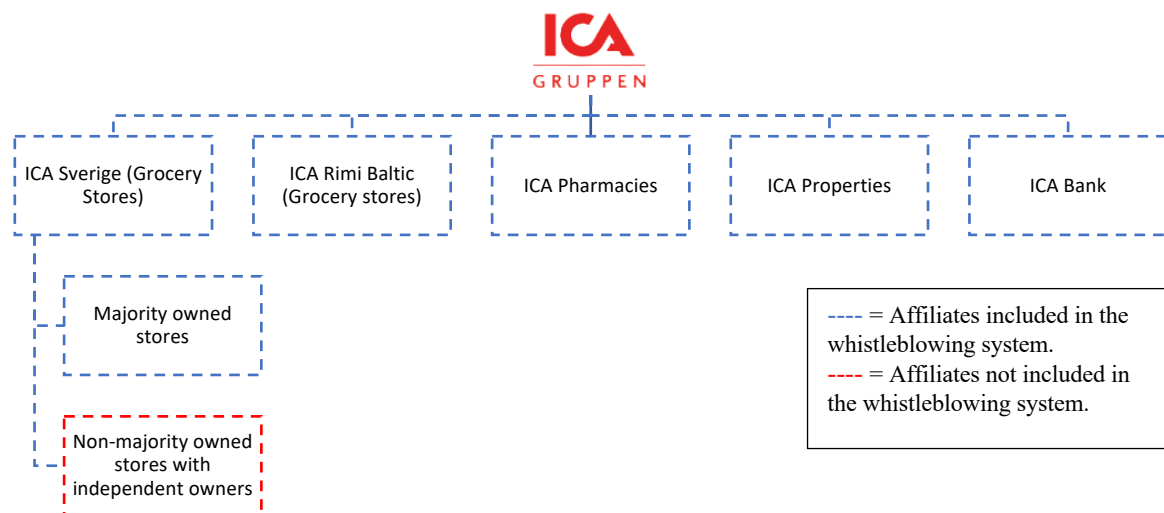 ICA
GRUPPEN
ICA Sverige (Grocery
Stores)
ICA Rimi Baltic
(Grocery stores)
ICA Pharmacies
ICA Properties
ICA Bank
Majority owned
stores
Non-majority owned
stores with
independent owners
---- = Affiliates included in the
whistleblowing system.
---- = Affiliates not included in
the whistleblowing system.